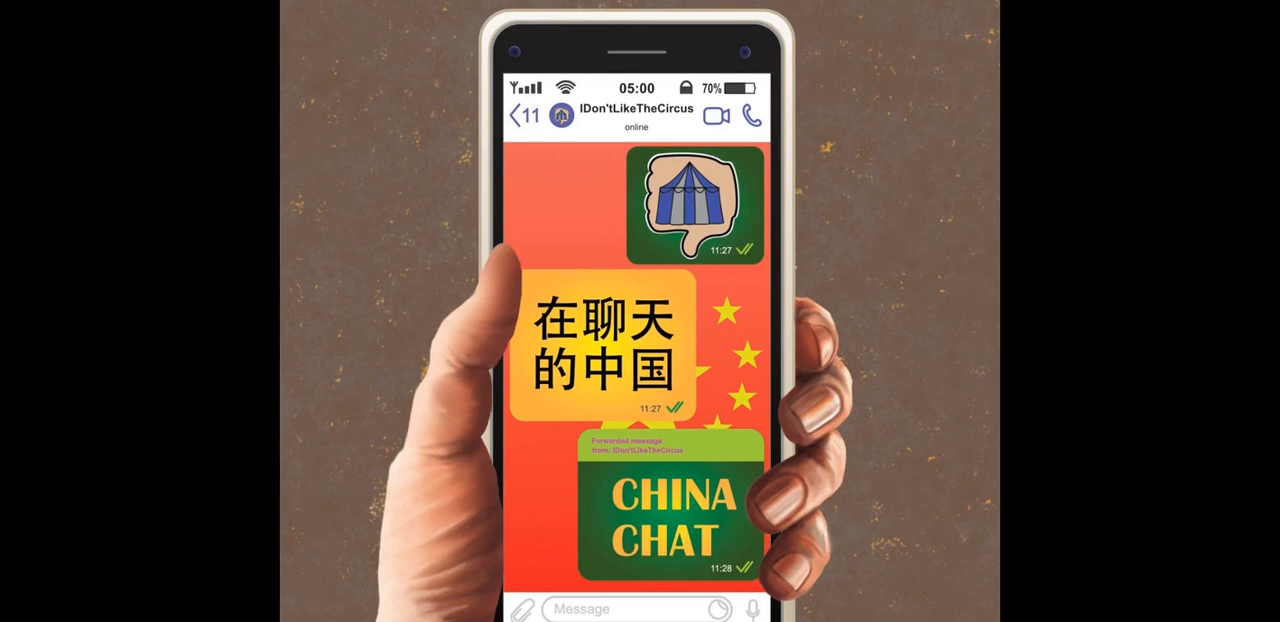 05:00 70%
11 IDon'tLikeTheCircus
online
11:27
在聊天
的中国
11:27
Forwarded message
from: IDon'tLikeTheCircus
CHINA
CHAT
11:28
Message